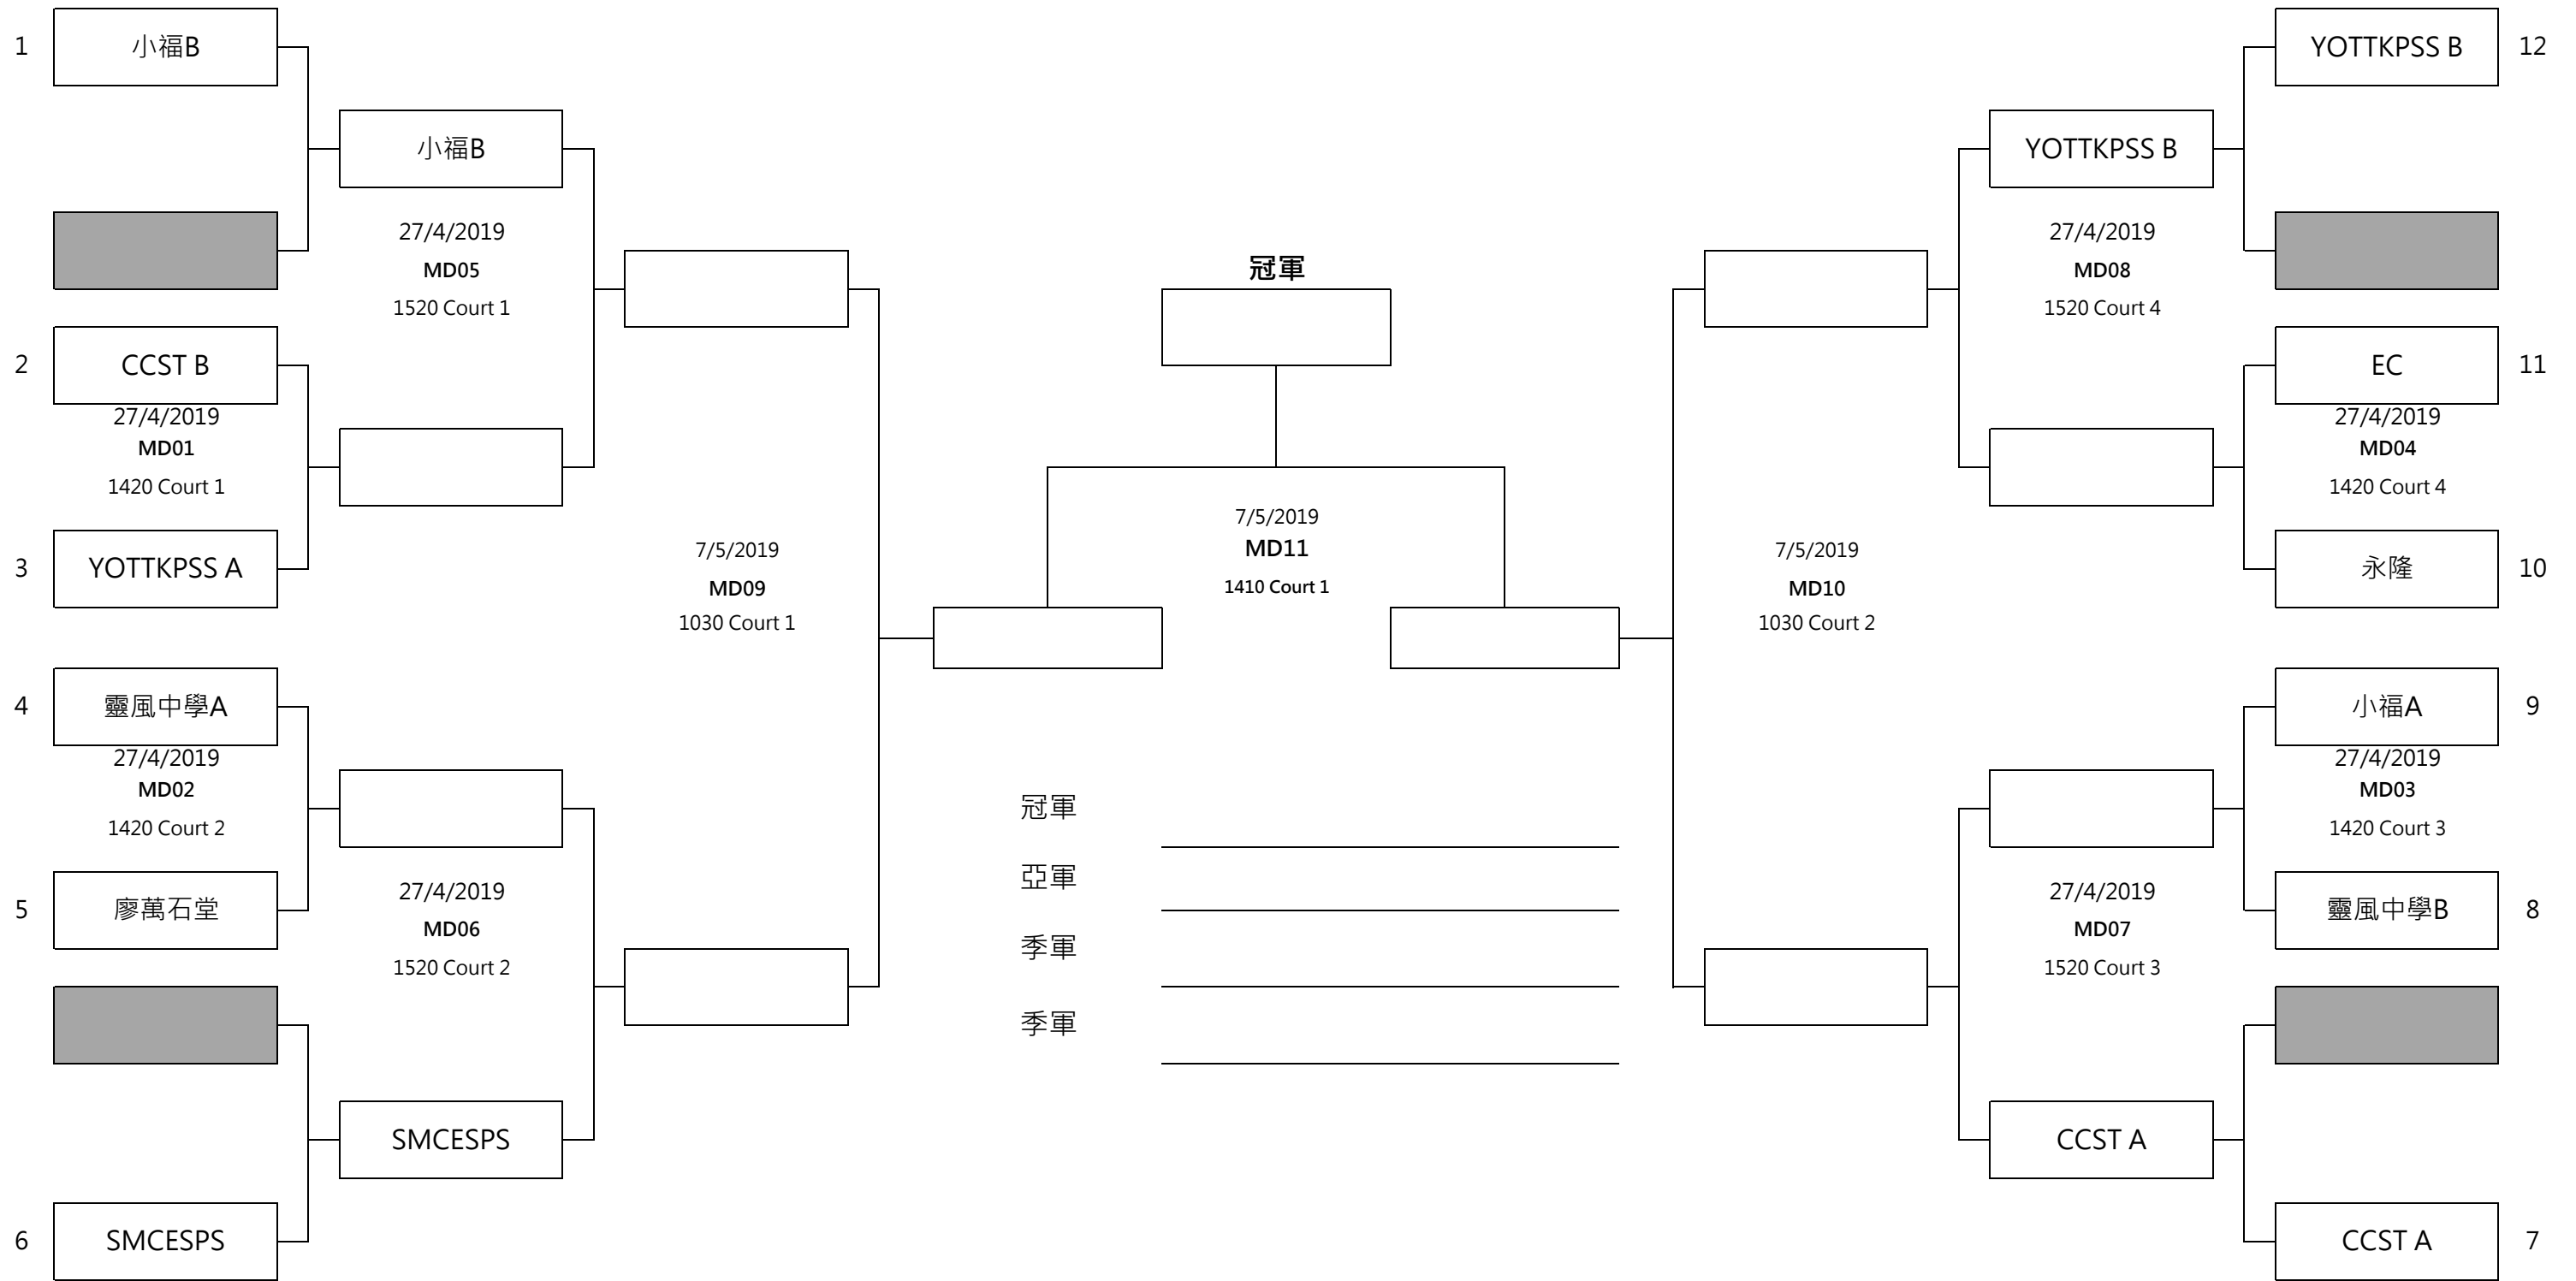 1
小福B
小福B
27/4/2019
MD05
1520 Court 1
2
CCST B
27/4/2019
MD01
1420 Court 1
3
YOTTKPSS A
7/5/2019
MD09
1030 Court 1
4
靈風中學A
27/4/2019
MD02
1420 Court 2
5
廖萬石堂
27/4/2019
MD06
1520 Court 2
SMCESPS
6
SMCESPS
冠軍
7/5/2019
MD11
1410 Court 1
冠軍
亞軍
季軍
季軍
YOTTKPSS B
12
YOTTKPSS B
27/4/2019
MD08
1520 Court 4
EC
11
27/4/2019
MD04
1420 Court 4
永隆
10
7/5/2019
MD10
1030 Court 2
小福A
9
27/4/2019
MD03
1420 Court 3
靈風中學B
8
27/4/2019
MD07
1520 Court 3
CCST A
CCST A
7